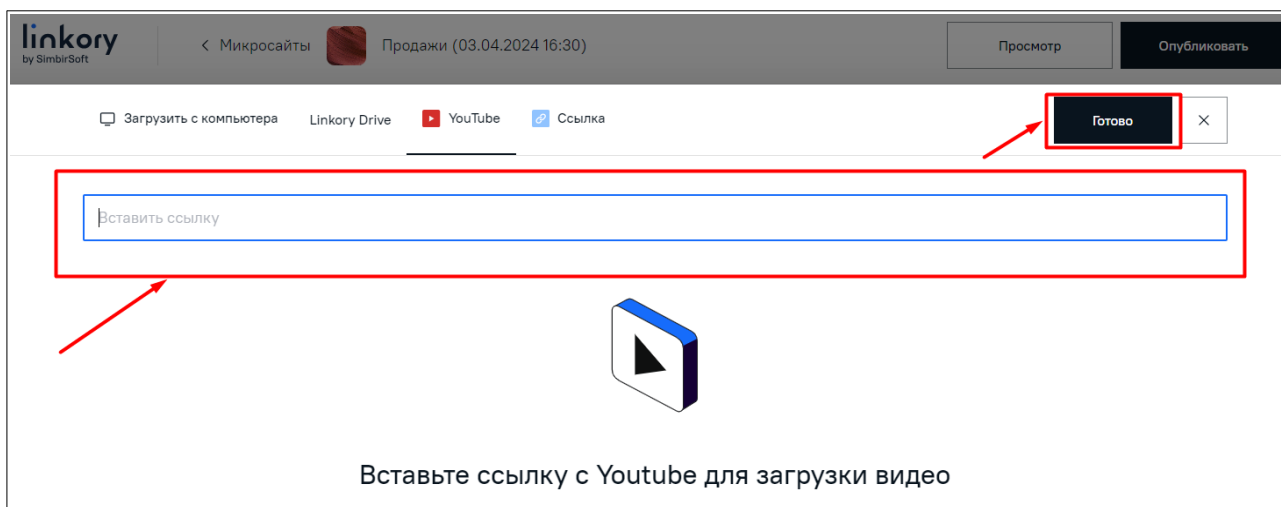 linkory
by SimbirSoft
Микросайты
Продажи (03.04.2024 16:30)
Просмотр
Опубликовать
Загрузить с компьютера
Linkory Drive
YouTube
Ссылка
Готово
Вставить ссылку
Вставьте ссылку с Youtube для загрузки видео